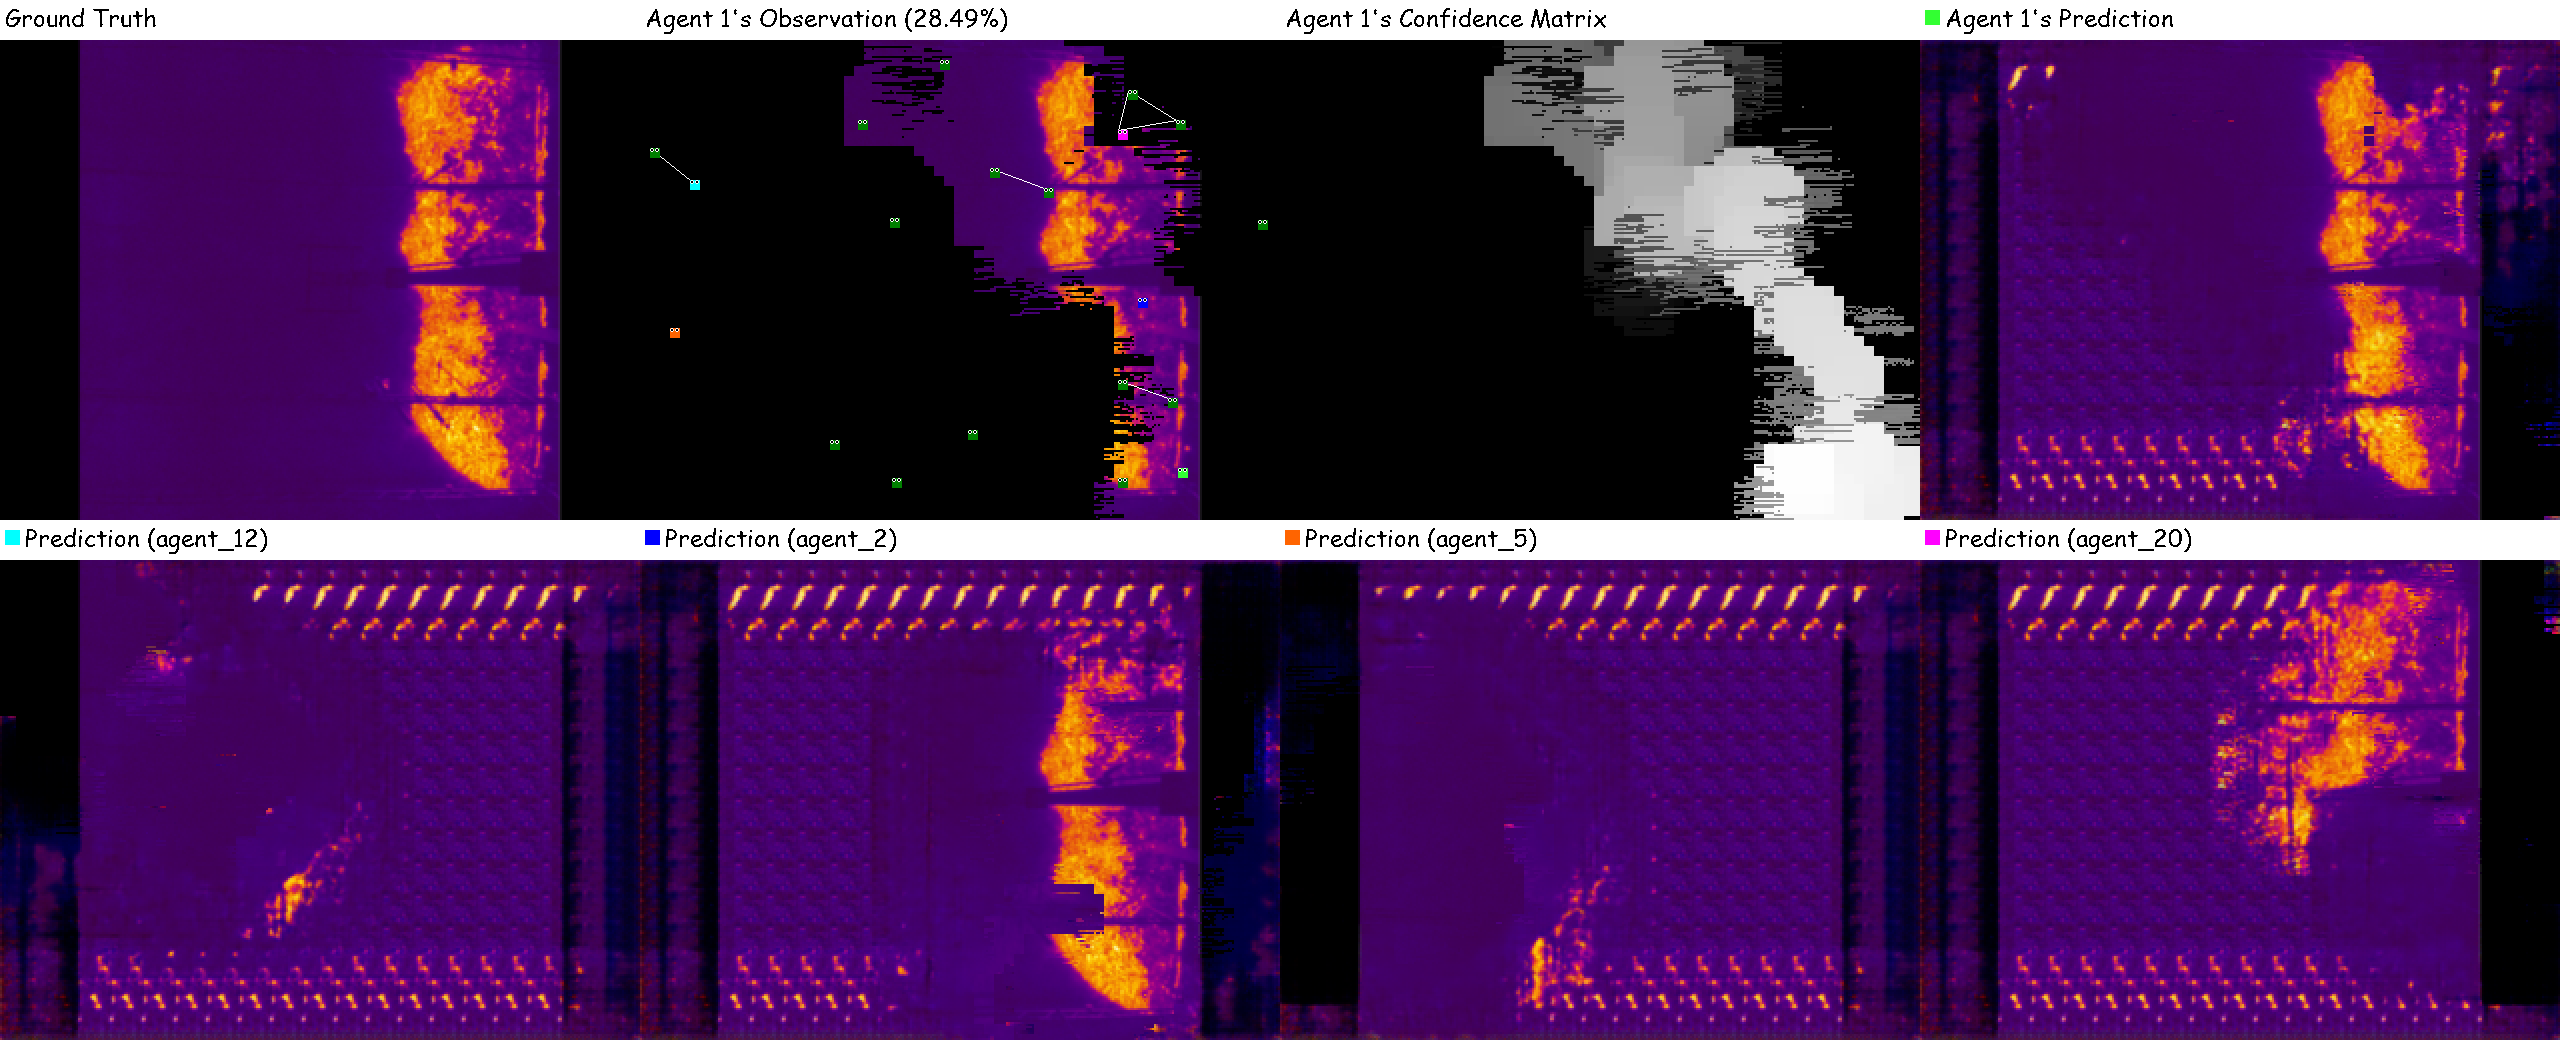 Ground Truth
Agent 1's Observation (28.49%)
Agent 1's Confidence Matrix
Agent 1's Prediction
Prediction (agent_12)
Prediction (agent_2)
Prediction (agent_5)
Prediction (agent_20)